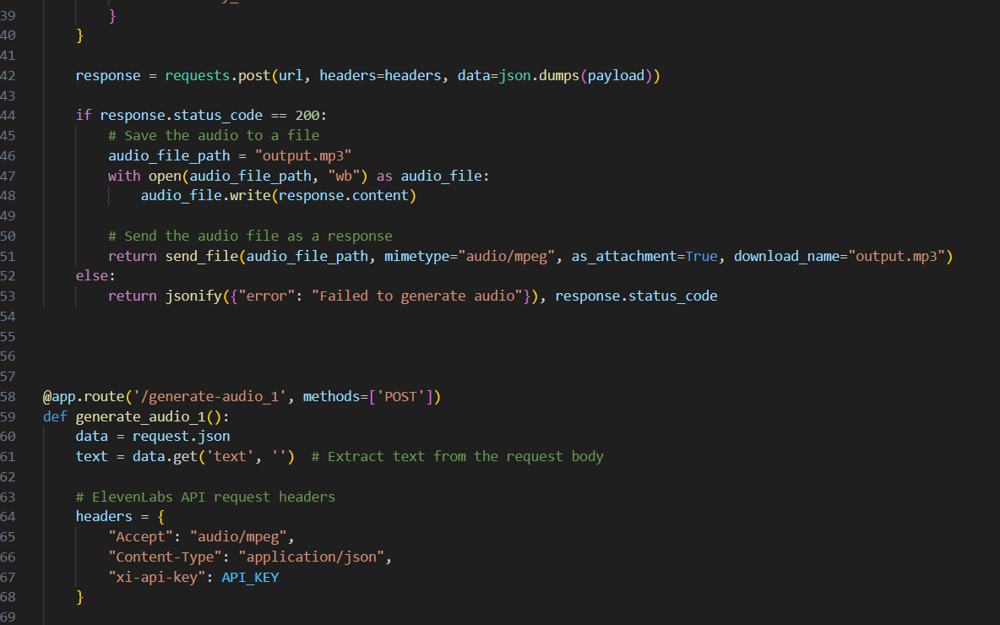 39 }
40 }
41
42 response = requests.post(url, headers=headers, data=json.dumps(payload))
43
44 if response.status_code == 200:
45 # Save the audio to a file
46 audio_file_path = "output.mp3"
47 with open(audio_file_path, "wb") as audio_file:
48 audio_file.write(response.content)
49
50 # Send the audio file as a response
51 return send_file(audio_file_path, mimetype="audio/mpeg", as_attachment=True, download_name="output.mp3")
52 else:
53 return jsonify({"error": "Failed to generate audio"}), response.status_code
54
55
56
57
58 @app.route('/generate-audio_1', methods=['POST'])
59 def generate_audio_1():
60 data = request.json
61 text = data.get('text', '')  # Extract text from the request body
62
63 # ElevenLabs API request headers
64 headers = {
65 "Accept": "audio/mpeg",
66 "Content-Type": "application/json",
67 "xi-api-key": API_KEY
68 }
69